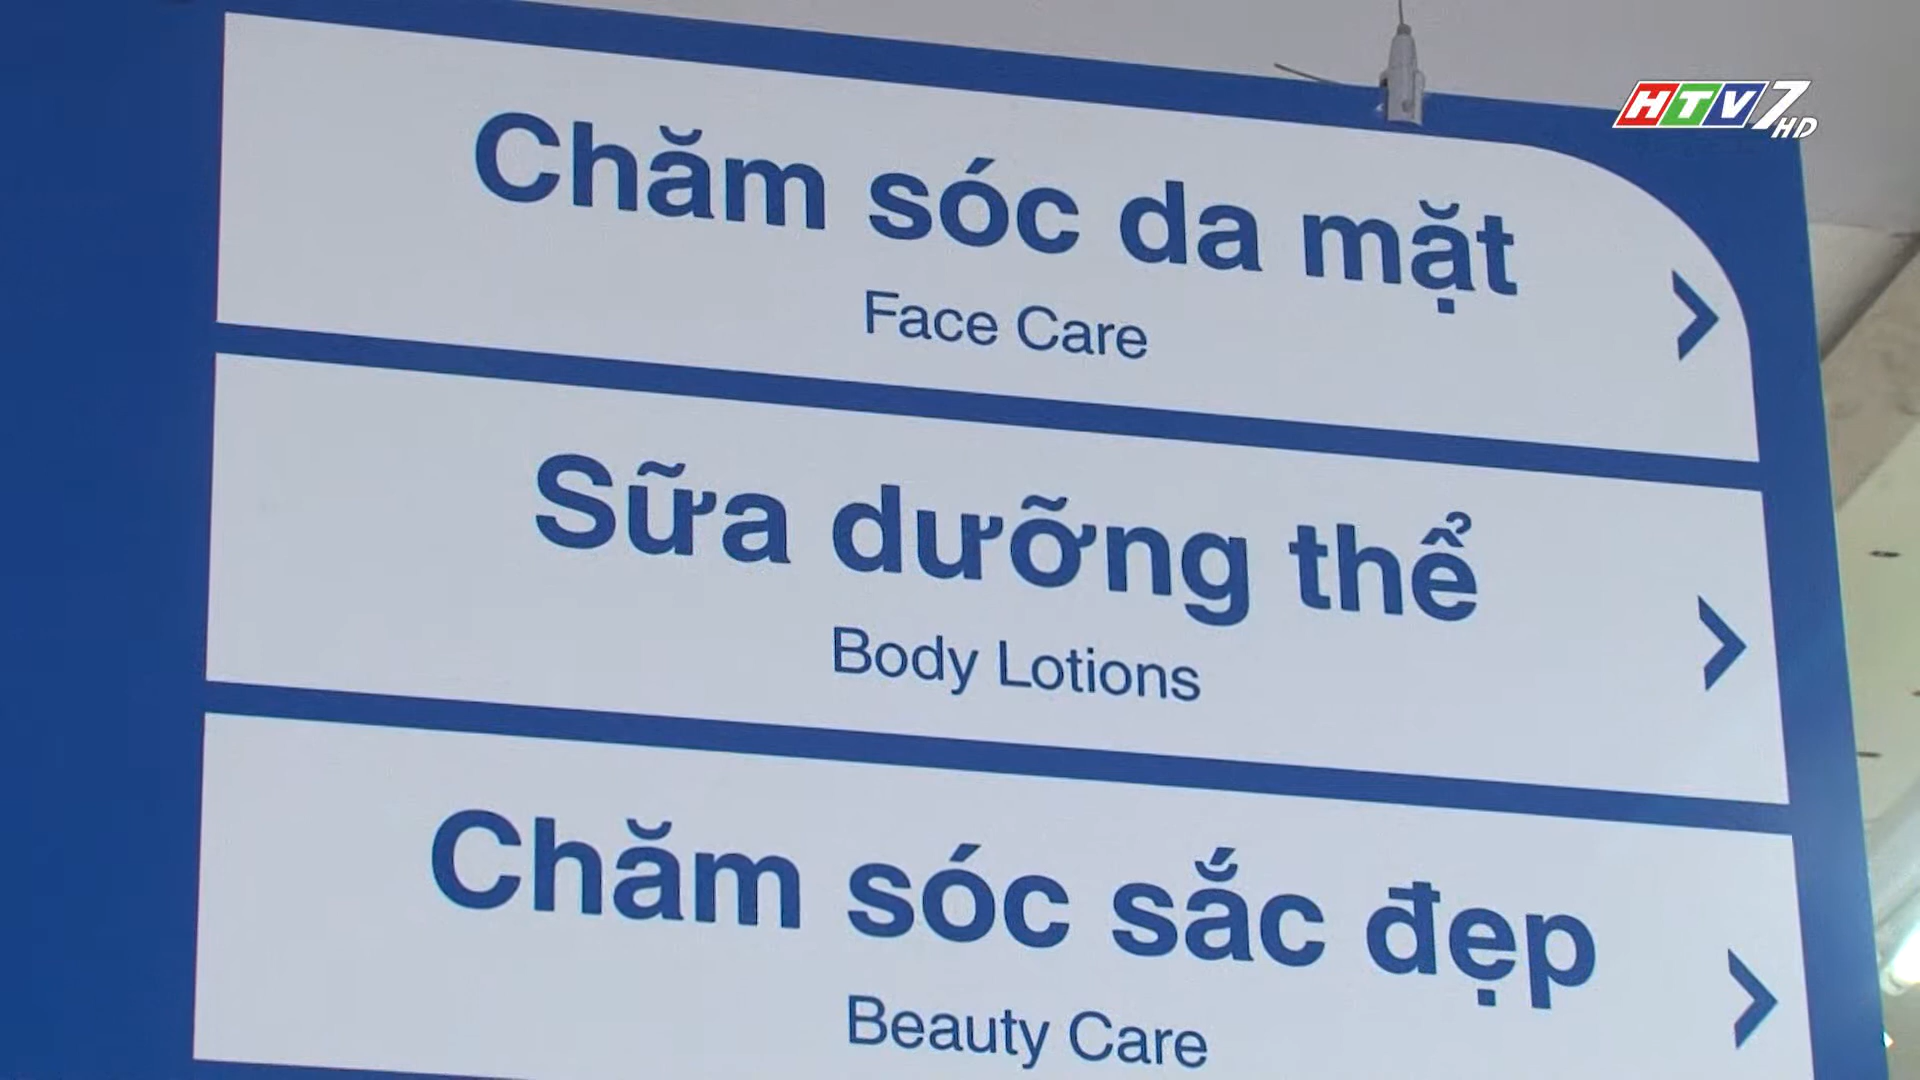 HTV7 HD
Chăm sóc da mặt
Face Care
Sữa dưỡng thể
Body Lotions
Chăm sóc sắc đẹp
Beauty Care